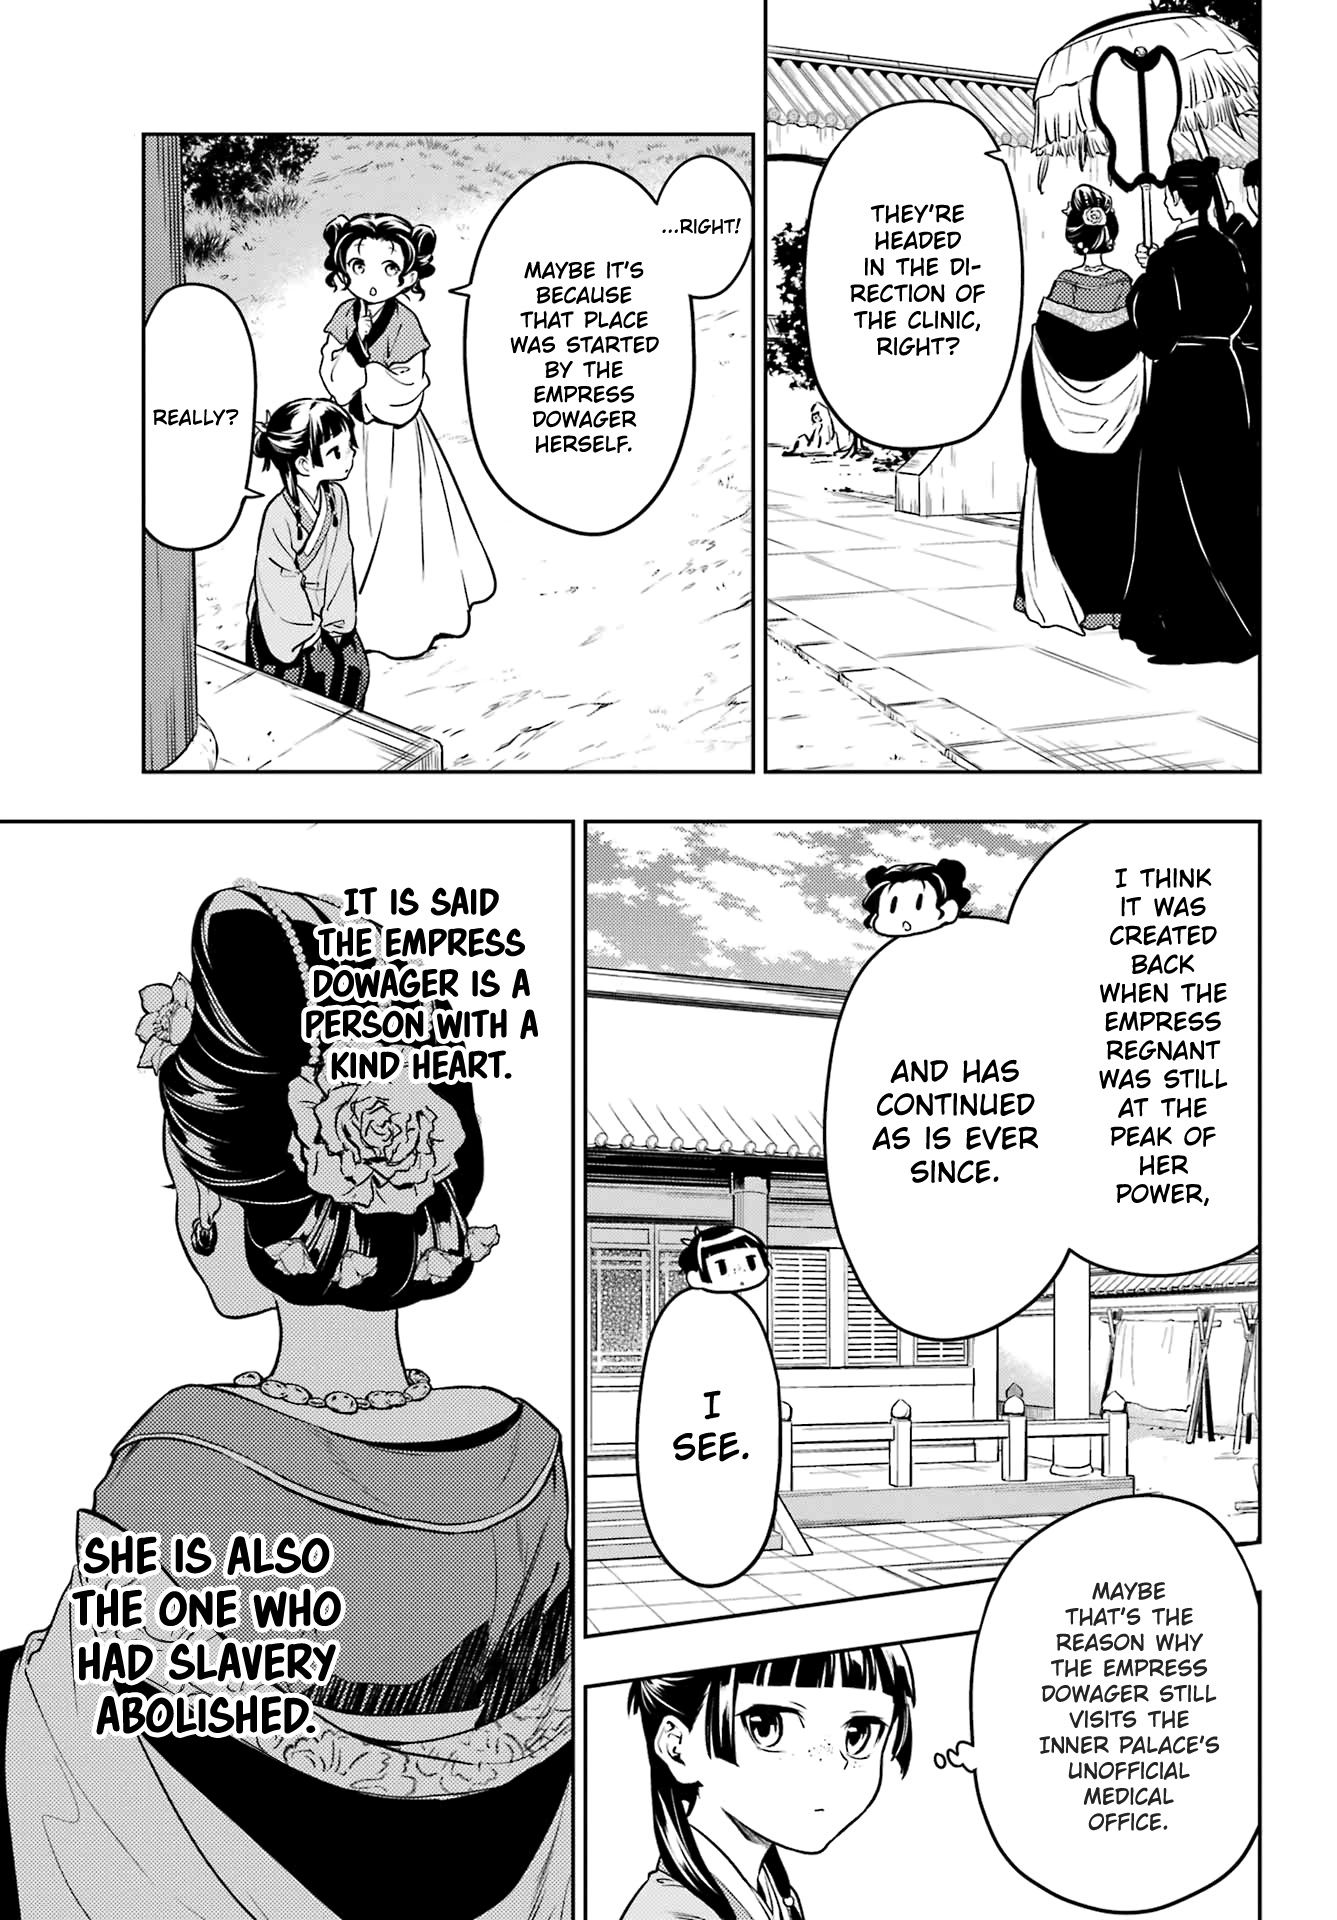 THEY'RE
HEADED
IN THE DI-
RECTION OF
THE CLINIC,
RIGHT?
...RIGHT!
MAYBE IT'S
BECAUSE
THAT PLACE
WAS STARTED
BY THE
EMPRESS
DOWAGER
HERSELF.
REALLY?
I THINK
IT WAS
CREATED
BACK
WHEN THE
EMPRESS
REGNANT
WAS STILL
AT THE
PEAK OF
HER
POWER,
AND HAS
CONTINUED
AS IS EVER
SINCE.
I
SEE.
MAYBE
THAT'S THE
REASON WHY
THE EMPRESS
DOWAGER STILL
VISITS THE
INNER PALACE'S
UNOFFICIAL
MEDICAL
OFFICE.
IT IS SAID
THE EMPRESS
DOWAGER IS A
PERSON WITH A
KIND HEART.
SHE IS ALSO
THE ONE WHO
HAD SLAVERY
ABOLISHED.